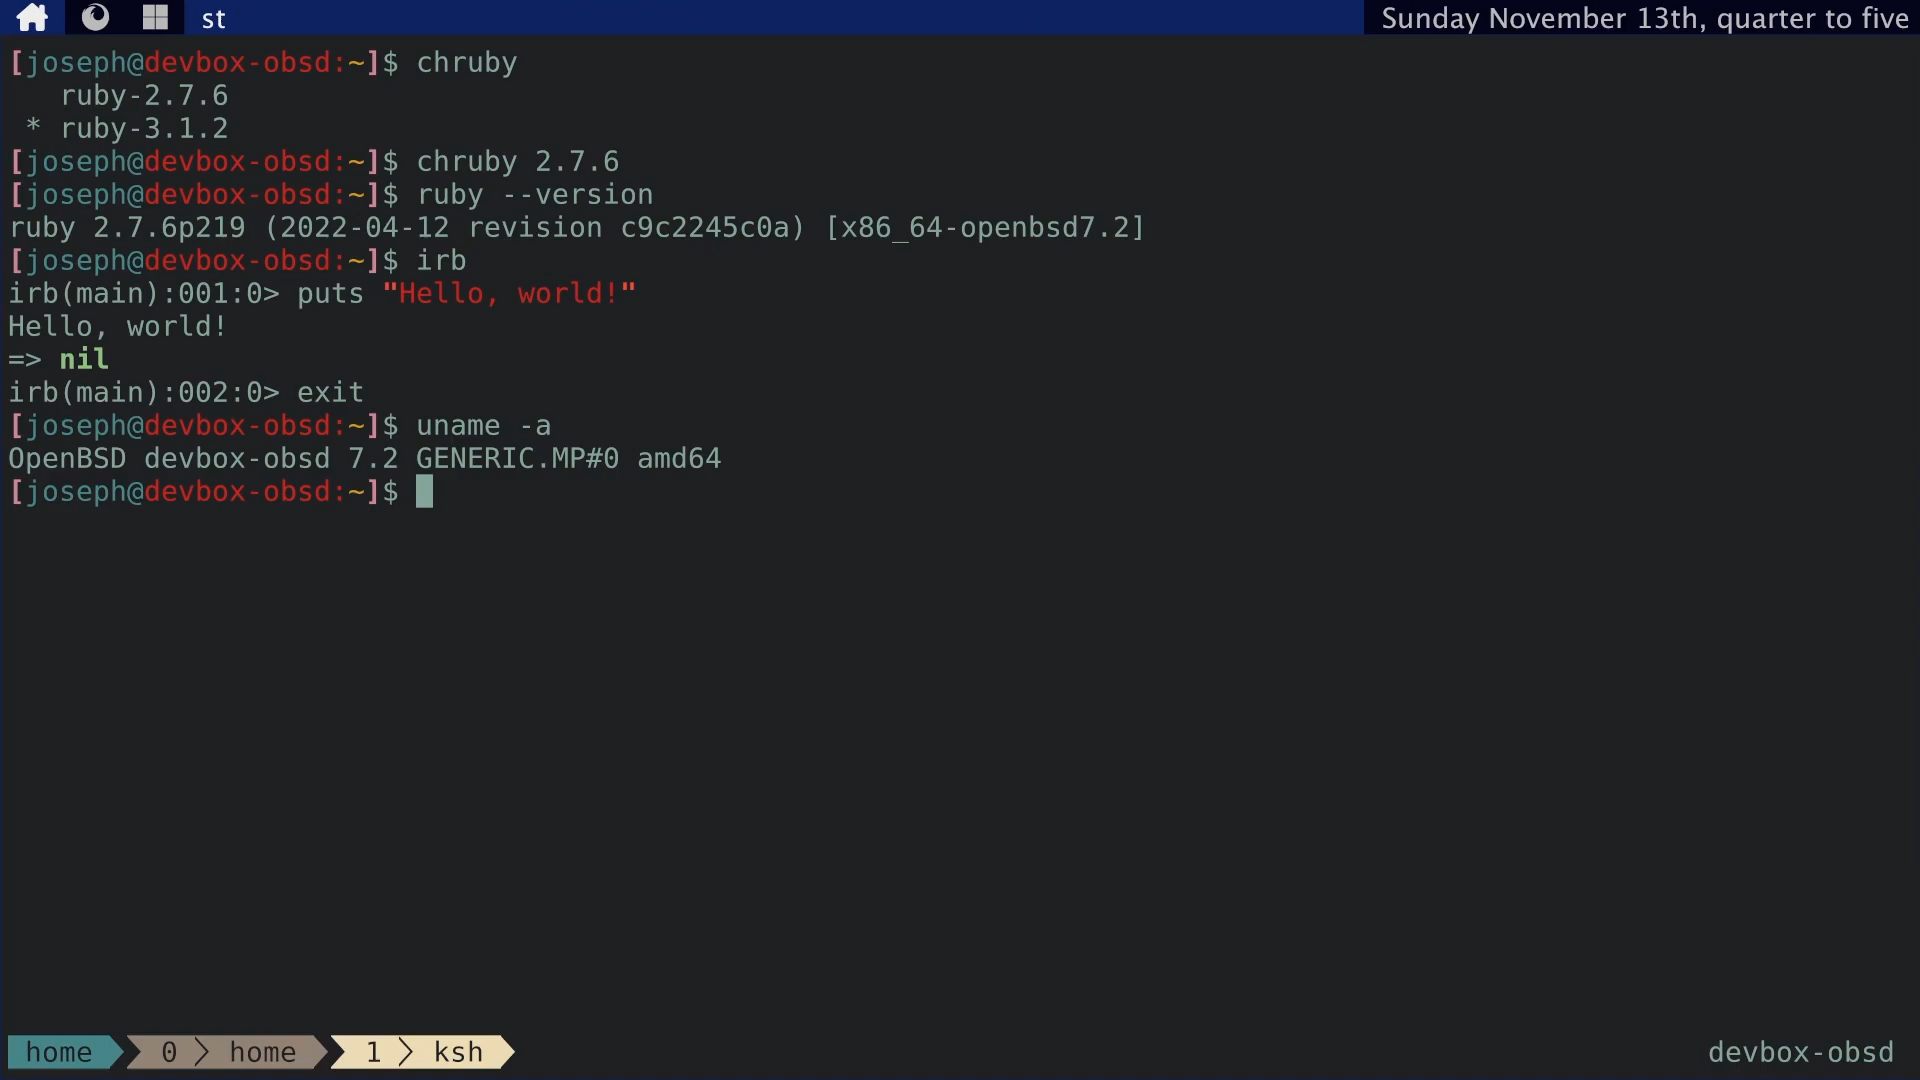 st Sunday November 13th, quarter to five
[joseph@devbox-obsd:~]$ chruby
   ruby-2.7.6
 * ruby-3.1.2
[joseph@devbox-obsd:~]$ chruby 2.7.6
[joseph@devbox-obsd:~]$ ruby --version
ruby 2.7.6p219 (2022-04-12 revision c9c2245c0a) [x86_64-openbsd7.2]
[joseph@devbox-obsd:~]$ irb
irb(main):001:0> puts "Hello, world!"
Hello, world!
=> nil
irb(main):002:0> exit
[joseph@devbox-obsd:~]$ uname -a
OpenBSD devbox-obsd 7.2 GENERIC.MP#0 amd64
[joseph@devbox-obsd:~]$
home 0 home 1 ksh devbox-obsd